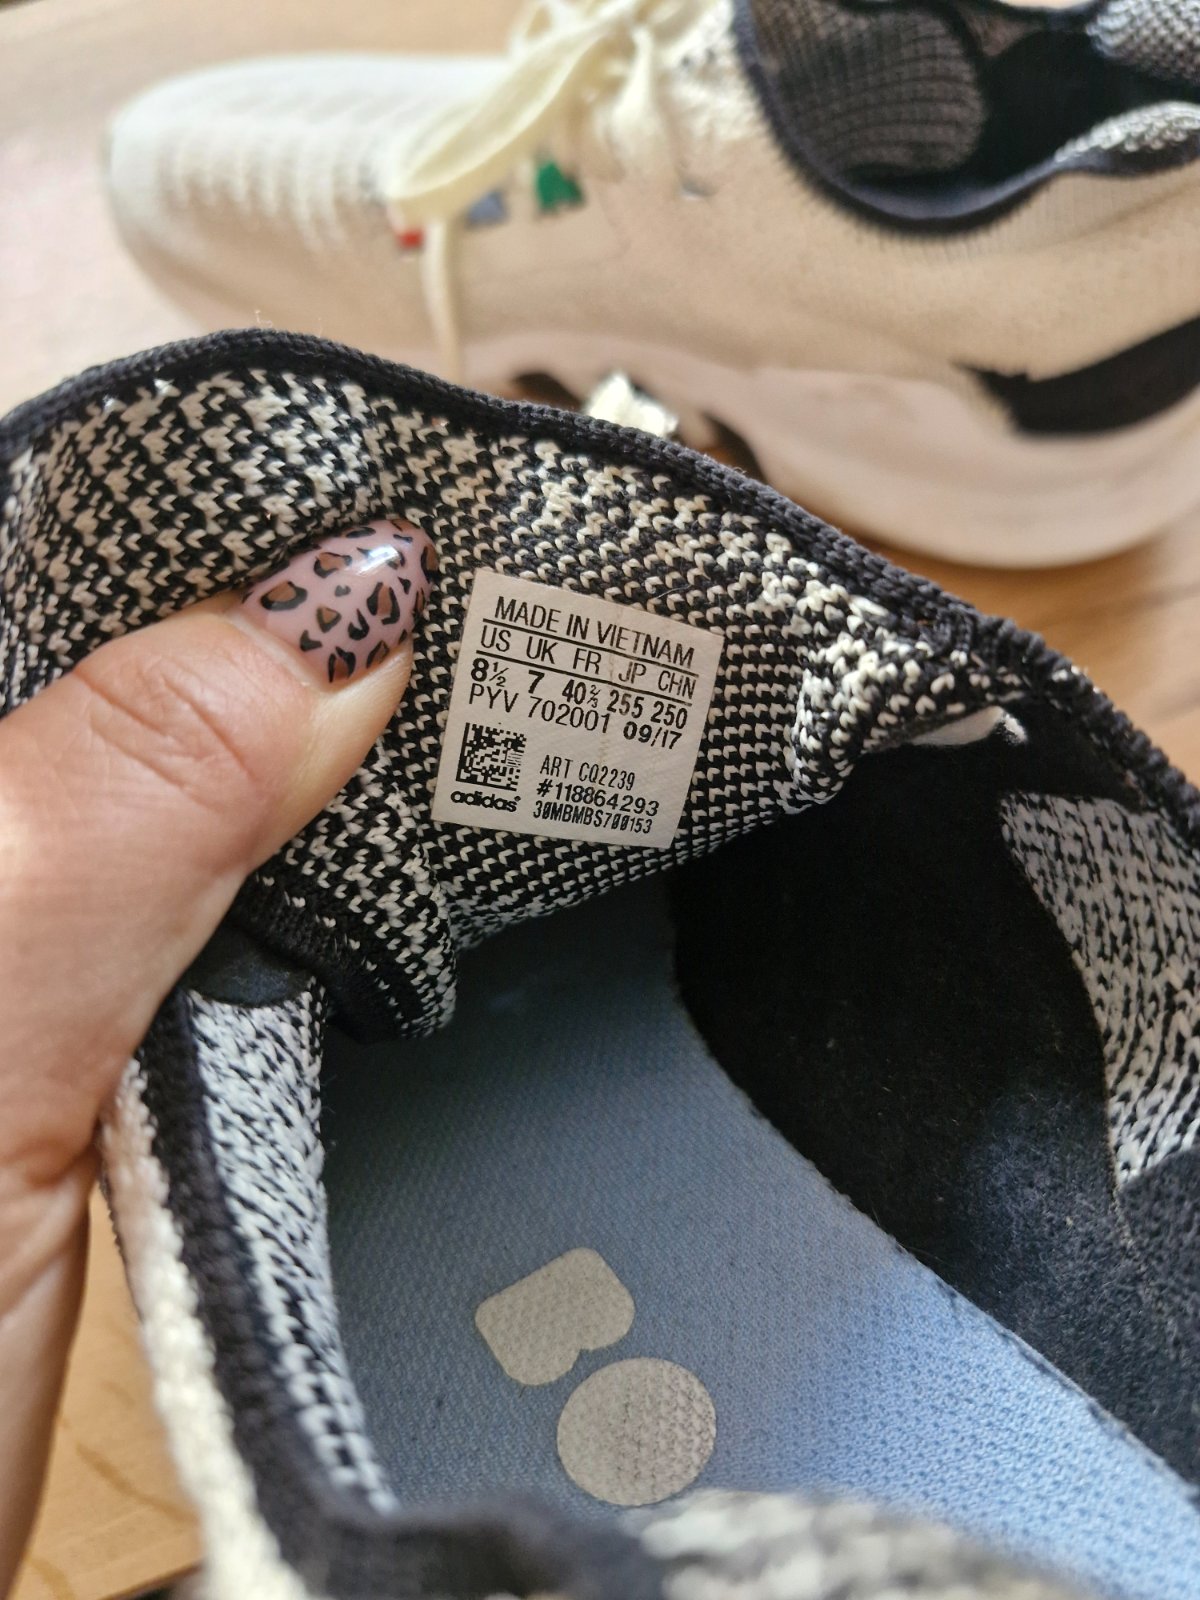 MADE IN VIETNAM
US UK FR JP CHN
8½ 7 40⅔ 255 250
PYV 702001 09/17
ART CQ2239
#118864293
adidas® 30MBMBS700153
BO